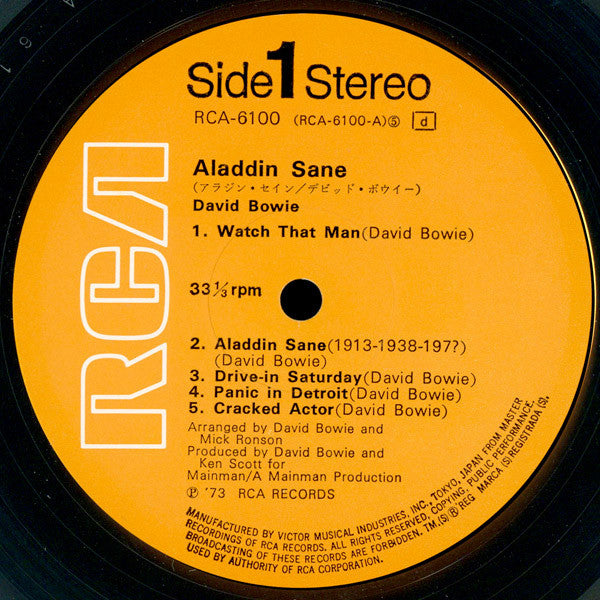 Side 1 Stereo
RCA-6100 (RCA-6100-A)⑤ d
Aladdin Sane
(アラジン・セイン/デビッド・ボウイー)
David Bowie
1. Watch That Man(David Bowie)
33⅓rpm
2. Aladdin Sane(1913-1938-197?)
(David Bowie)
3. Drive-in Saturday(David Bowie)
4. Panic in Detroit(David Bowie)
5. Cracked Actor(David Bowie)
Arranged by David Bowie and
Mick Ronson
Produced by David Bowie and
Ken Scott for
Mainman/A Mainman Production
Ⓟ '73 RCA RECORDS
RCA
MANUFACTURED BY VICTOR MUSICAL INDUSTRIES, INC., TOKYO, JAPAN FROM MASTER
RECORDINGS OF RCA RECORDS. ALL RIGHTS RESERVED, COPYING, PUBLIC PERFORMANCE,
BROADCASTING OF THESE RECORDS ARE FORBIDDEN. TM.(S)®REG MARCA (S) REGISTRADA (S).
USED BY AUTHORITY OF RCA CORPORATION.